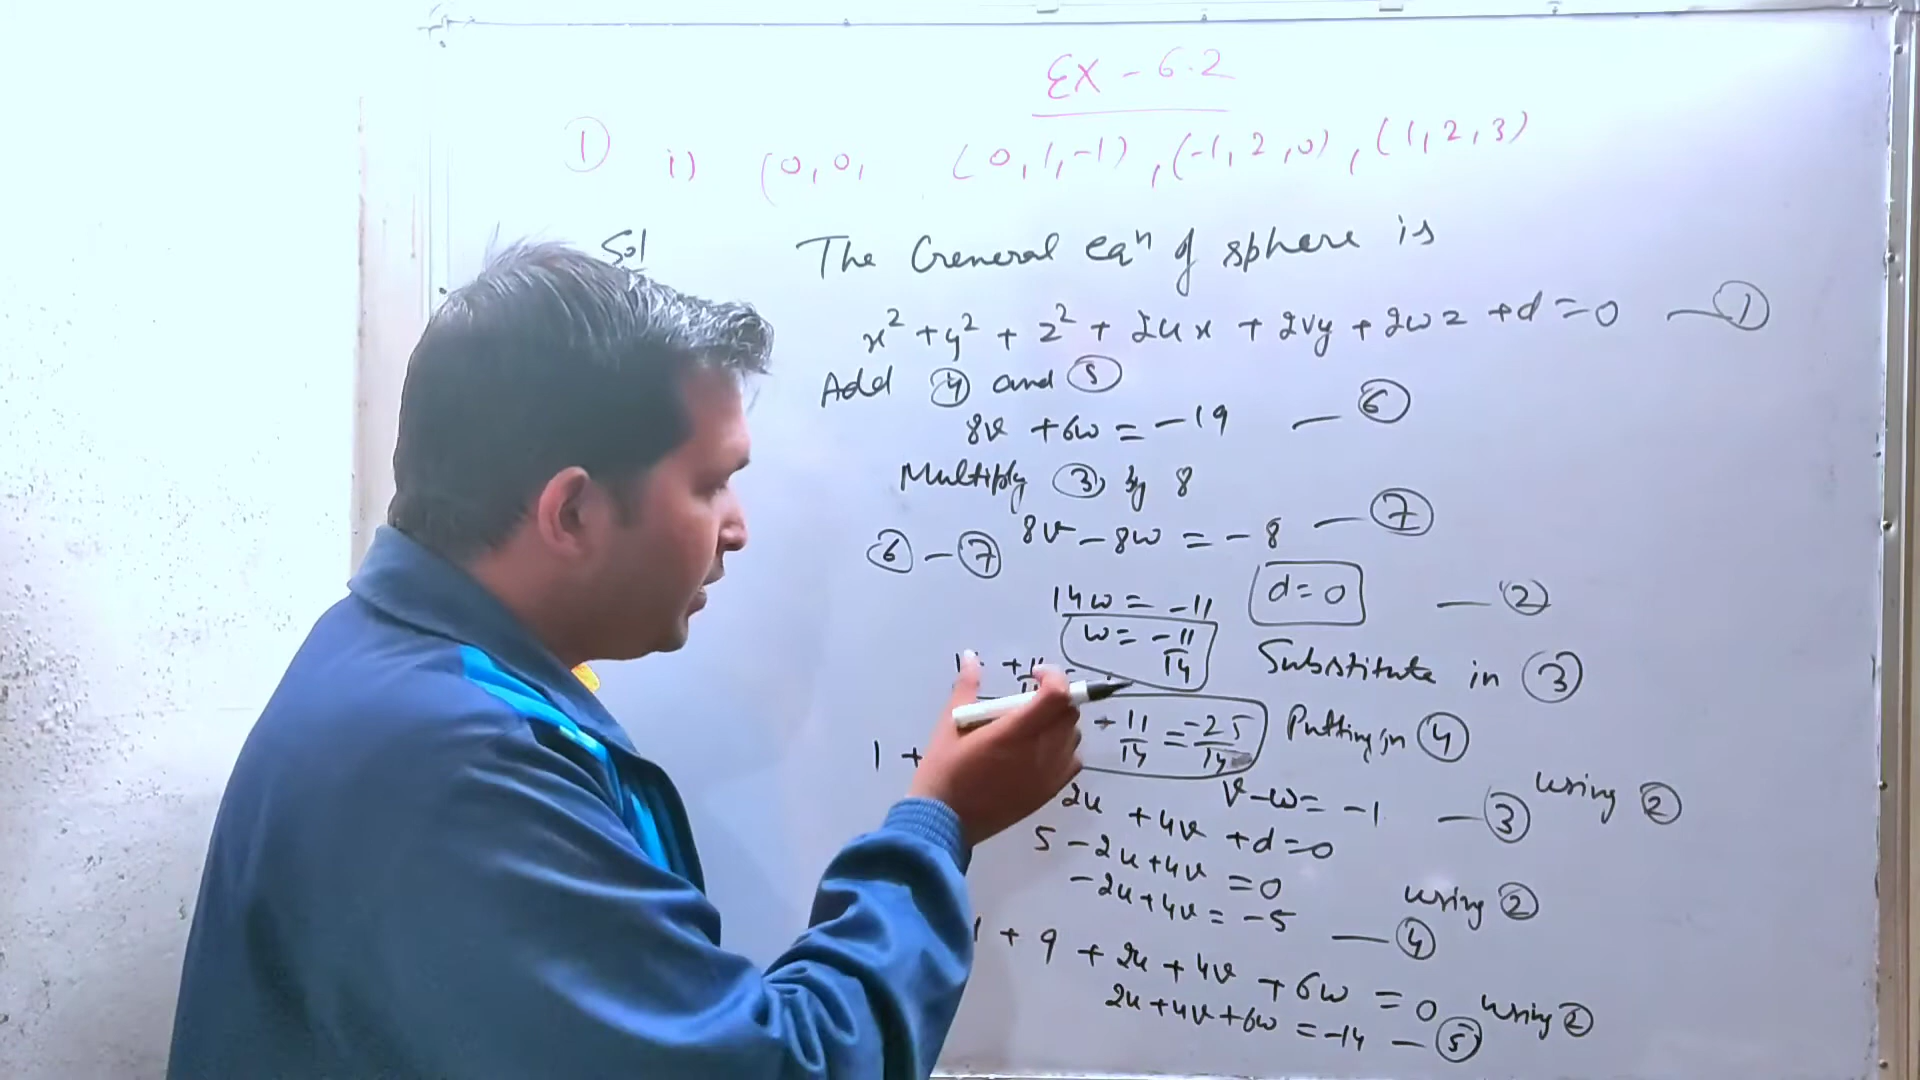 EX - 6.2
① i) (0, 0, (0, 1, -1), (-1, 2, 0), (1, 2, 3)
Sol The General eqⁿ of sphere is
x² + y² + z² + 2ux + 2vy + 2wz + d = 0 — ①
Add ④ and ⑤
8v + 6w = -19 — ⑥
Multiply ③ by 8
8v - 8w = -8 — ⑦
⑥ - ⑦
14w = -11 d = 0 — ②
w = -11/14 Substitute in ③
-11/14 = -25/14 Putting in ④
1 +
v - w = -1 — ③ using ②
2u + 4v + d = 0
5 - 2u + 4v = 0
-2u + 4v = -5 — ④ using ②
+ 9 + 2u + 4v + 6w = 0 using ②
2u + 4v + 6w = -14 — ⑤